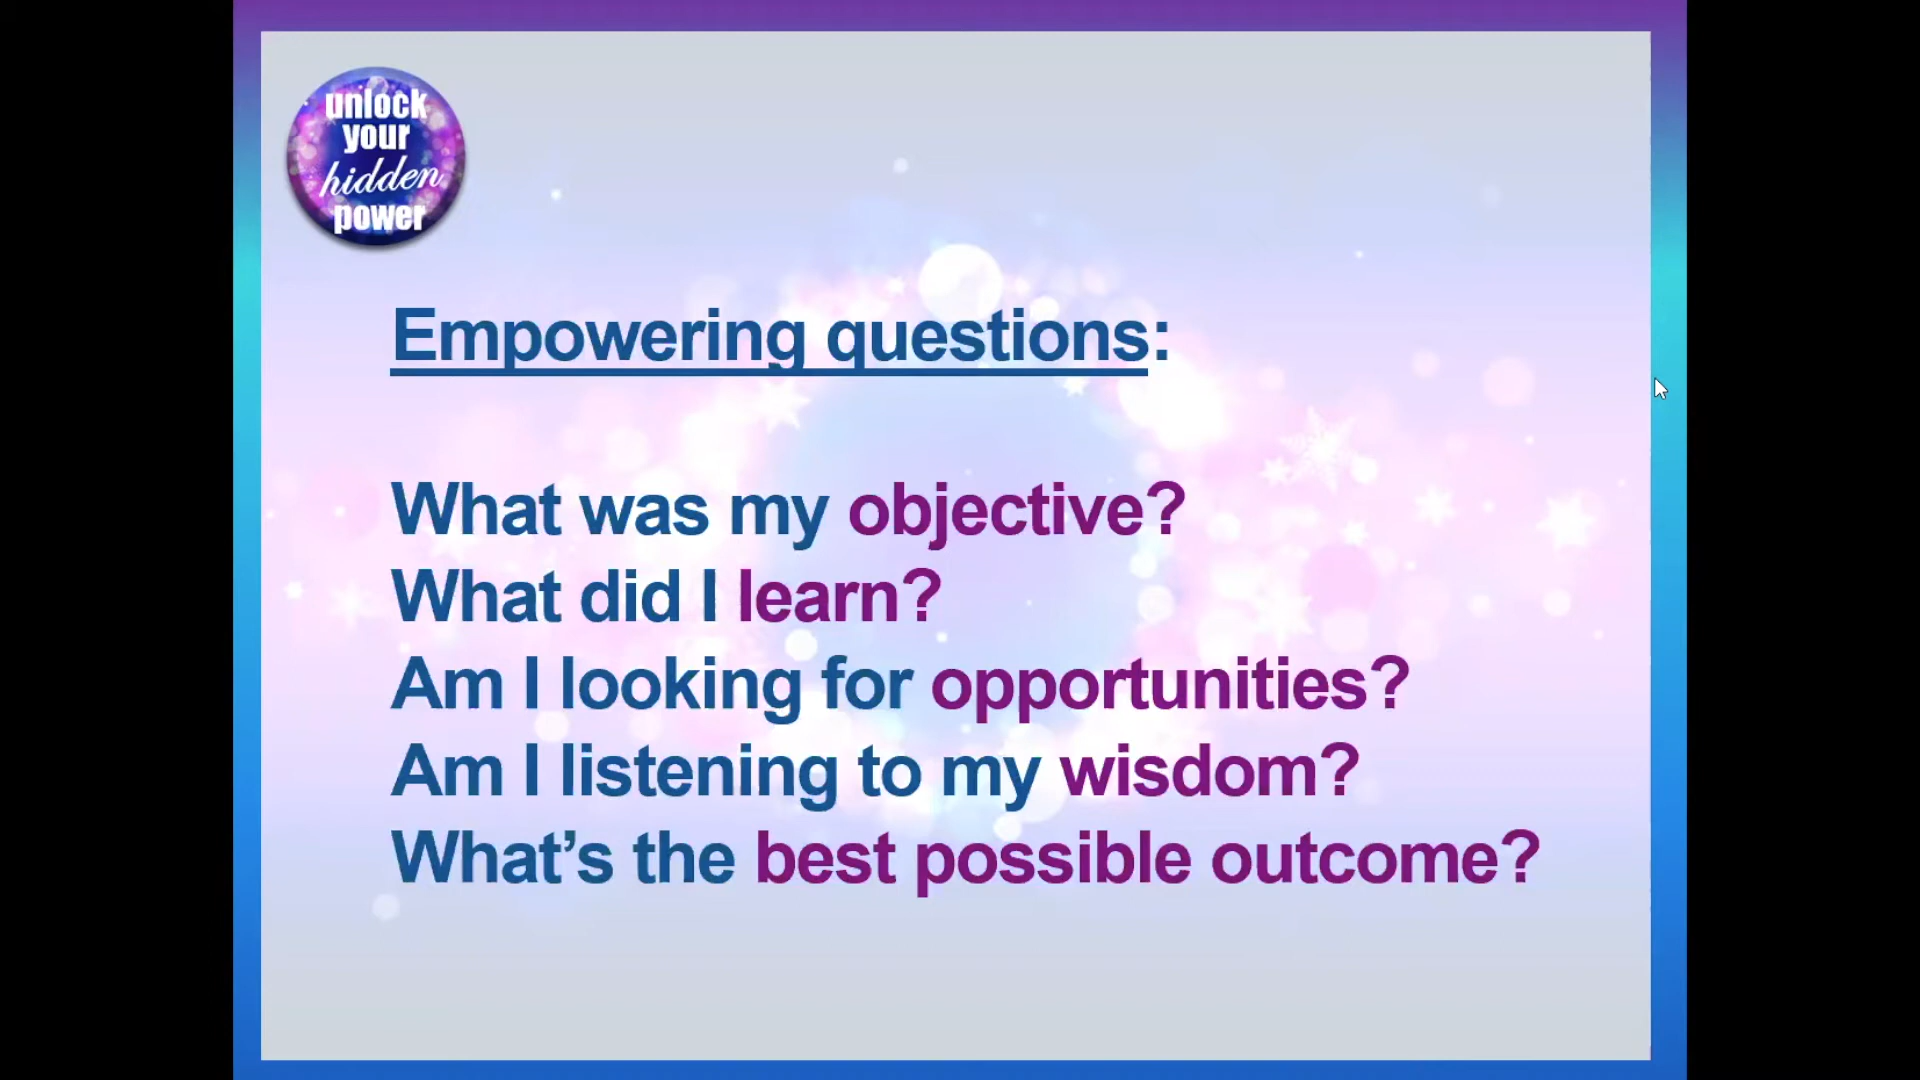 unlock
your
hidden
power
Empowering questions:
What was my objective?
What did I learn?
Am I looking for opportunities?
Am I listening to my wisdom?
What’s the best possible outcome?